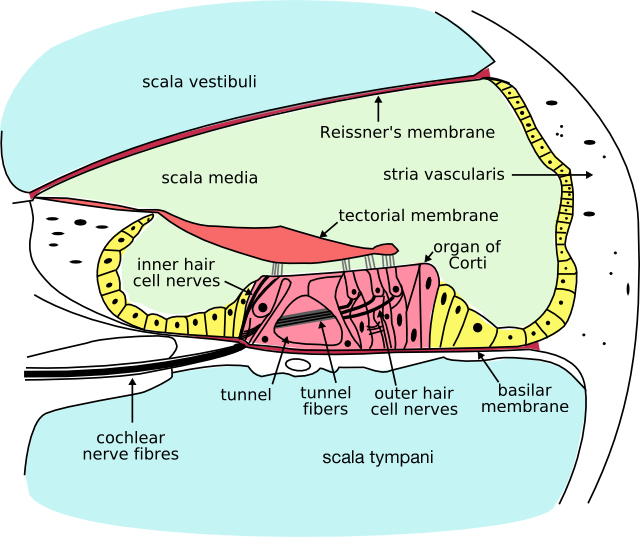 scala vestibuli
Reissner's membrane
scala media
stria vascularis
tectorial membrane
organ of
Corti
inner hair
cell nerves
tunnel
tunnel
fibers
outer hair
cell nerves
basilar
membrane
cochlear
nerve fibres
scala tympani